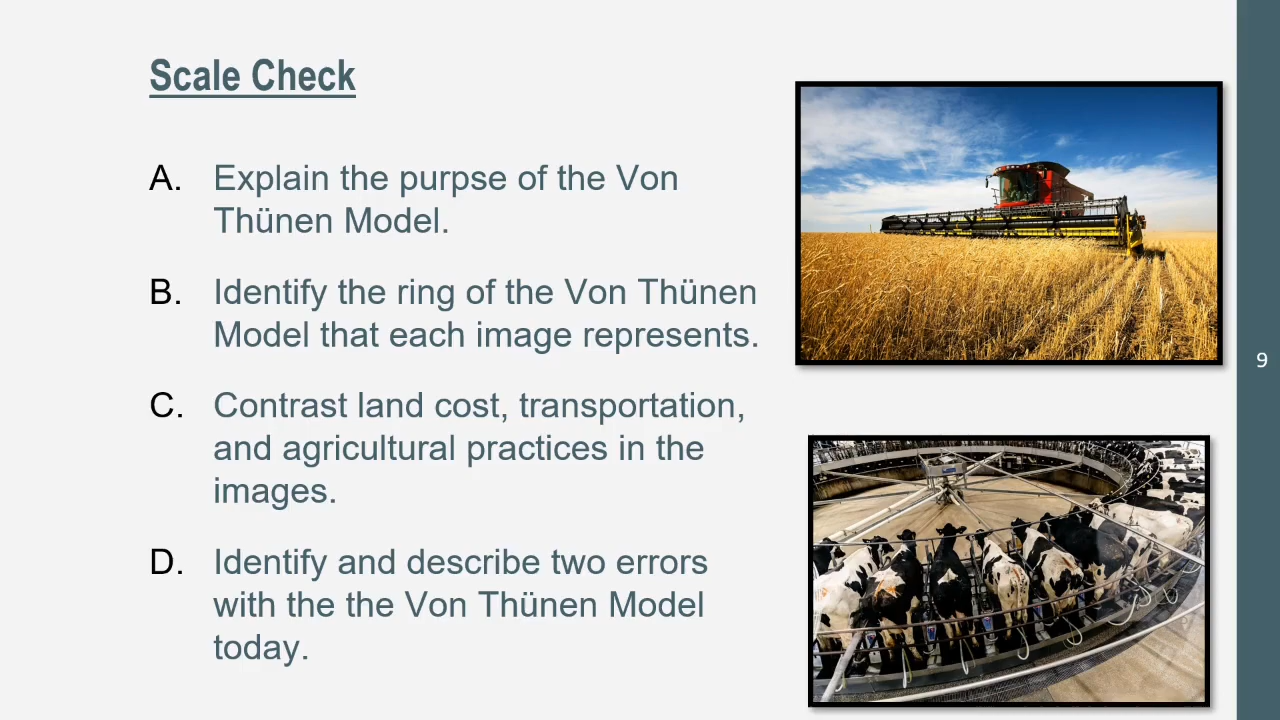 Scale Check
A. Explain the purpse of the Von
Thünen Model.
B. Identify the ring of the Von Thünen
Model that each image represents.
C. Contrast land cost, transportation,
and agricultural practices in the
images.
D. Identify and describe two errors
with the the Von Thünen Model
today.
9